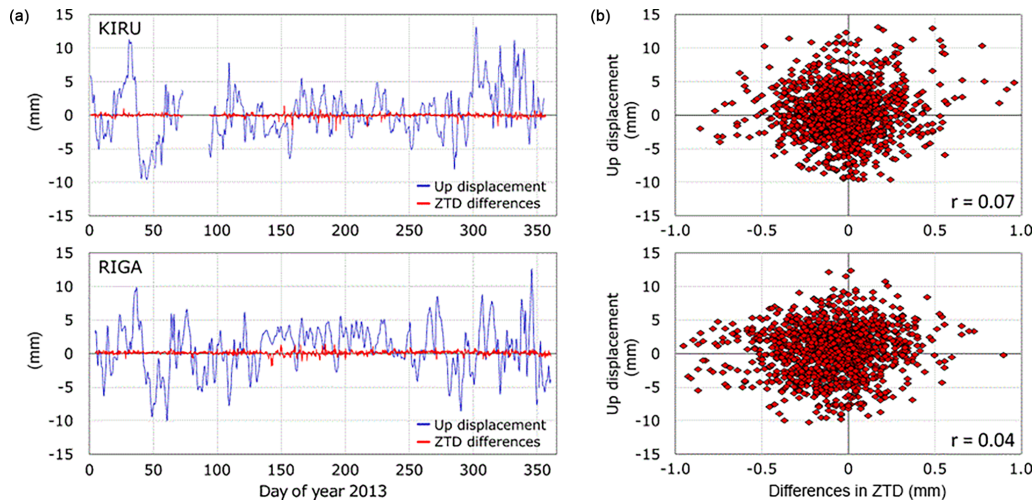 (a)
KIRU
15
10
5
0
-5
-10
-15
(mm)
Up displacement
ZTD differences
0 50 100 150 200 250 300 350
RIGA
15
10
5
0
-5
-10
-15
(mm)
Up displacement
ZTD differences
0 50 100 150 200 250 300 350
Day of year 2013
(b)
15
10
5
0
-5
-10
-15
Up displacement
(mm)
r = 0.07
-1.0 -0.5 0 0.5 1.0
15
10
5
0
-5
-10
-15
Up displacement
(mm)
r = 0.04
-1.0 -0.5 0 0.5 1.0
Differences in ZTD (mm)